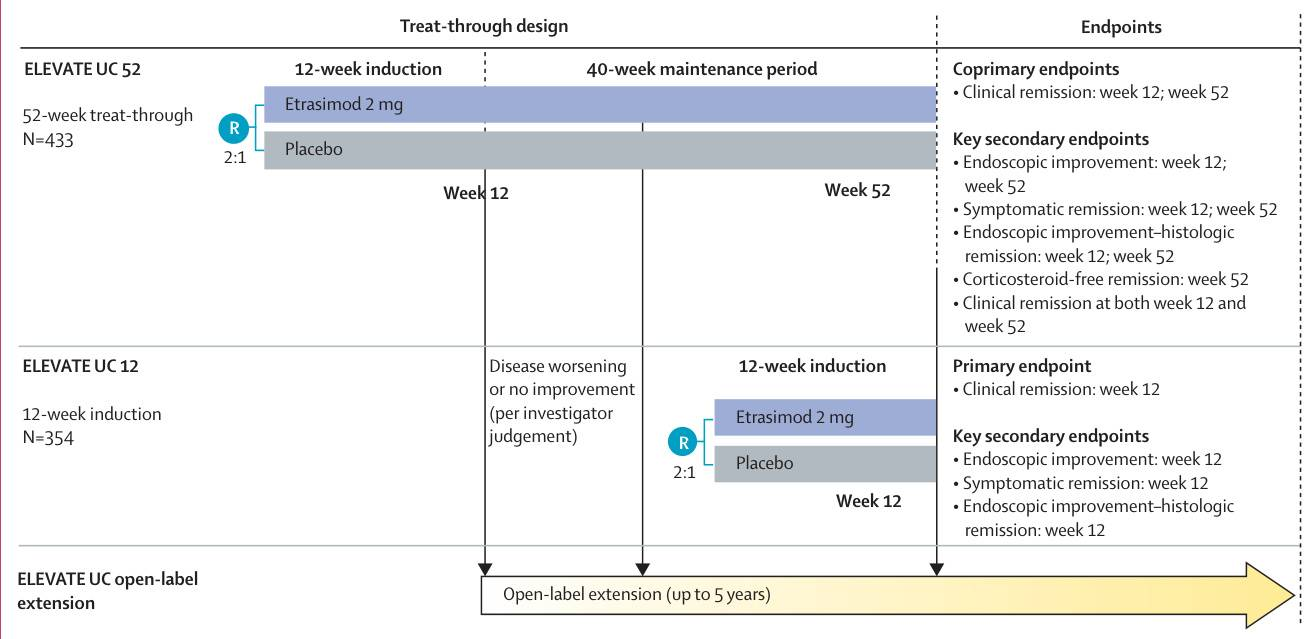 Treat-through design
Endpoints
ELEVATE UC 52
12-week induction
40-week maintenance period
52-week treat-through
N=433
R
2:1
Etrasimod 2 mg
Placebo
Week 12
Week 52
Coprimary endpoints
• Clinical remission: week 12; week 52
Key secondary endpoints
• Endoscopic improvement: week 12;
week 52
• Symptomatic remission: week 12; week 52
• Endoscopic improvement–histologic
remission: week 12; week 52
• Corticosteroid-free remission: week 52
• Clinical remission at both week 12 and
week 52
ELEVATE UC 12
12-week induction
N=354
Disease worsening
or no improvement
(per investigator
judgement)
12-week induction
R
2:1
Etrasimod 2 mg
Placebo
Week 12
Primary endpoint
• Clinical remission: week 12
Key secondary endpoints
• Endoscopic improvement: week 12
• Symptomatic remission: week 12
• Endoscopic improvement–histologic
remission: week 12
ELEVATE UC open-label
extension
Open-label extension (up to 5 years)